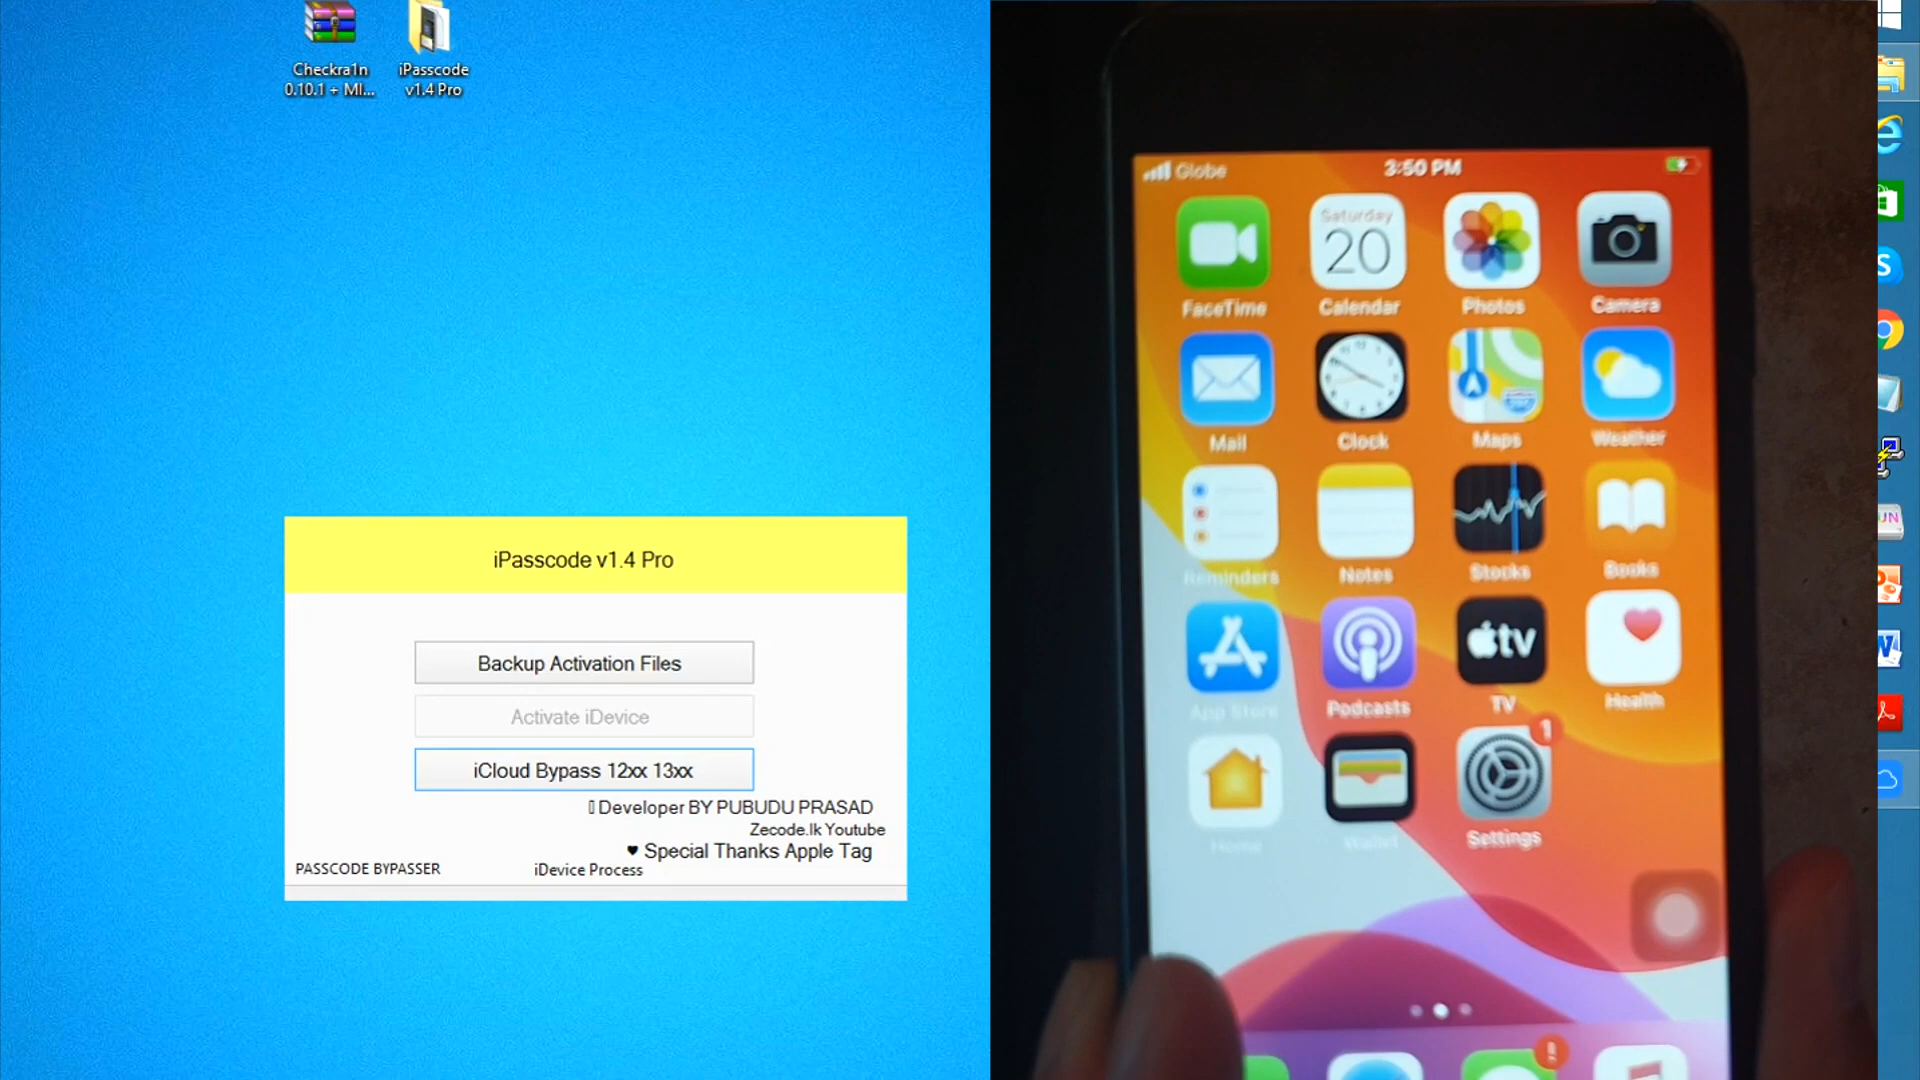 Checkra1n
0.10.1 + MI...
iPasscode
v1.4 Pro
iPasscode v1.4 Pro
Backup Activation Files
Activate iDevice
iCloud Bypass 12xx 13xx
Developer BY PUBUDU PRASAD
Zecode.lk Youtube
♥ Special Thanks Apple Tag
PASSCODE BYPASSER
iDevice Process
Globe
3:50 PM
Saturday
20
FaceTime
Calendar
Photos
Camera
Mail
Clock
Maps
Weather
Reminders
Notes
Stocks
Books
tv
App Store
Podcasts
TV
Health
1
Home
Wallet
Settings